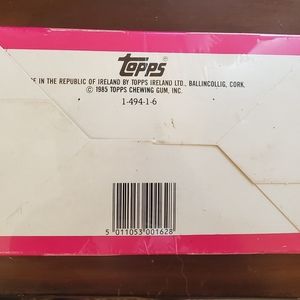 Topps
DE IN THE REPUBLIC OF IRELAND BY TOPPS IRELAND LTD., BALLINCOLLIG, CORK.
© 1985 TOPPS CHEWING GUM, INC.
1-494-1-6
5 011053 001628